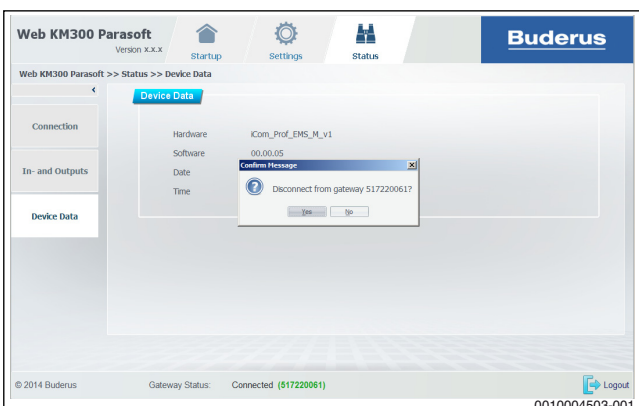 Web KM300 Parasoft
Version X.X.X
Startup
Settings
Status
Buderus
Web KM300 Parasoft >> Status >> Device Data
Device Data
Connection
In- and Outputs
Device Data
Hardware iCom_Prof_EMS_M_v1
Software 00.00.05
Date
Time
Confirm Message
Disconnect from gateway 517220061?
Yes No
© 2014 Buderus Gateway Status: Connected (517220061) Logout
0010004503-001